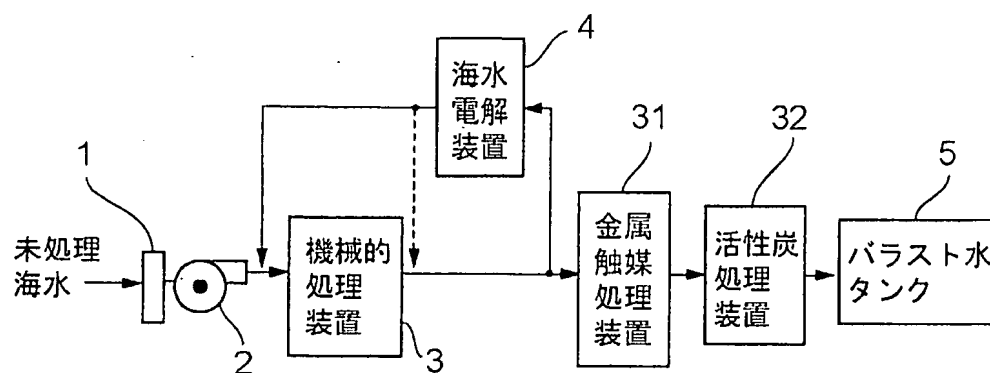 4
海水
電解
装置
31
32
5
1
未処理
海水
機械的
処理
装置
金属
触媒
処理
装置
活性炭
処理
装置
バラスト水
タンク
2
3